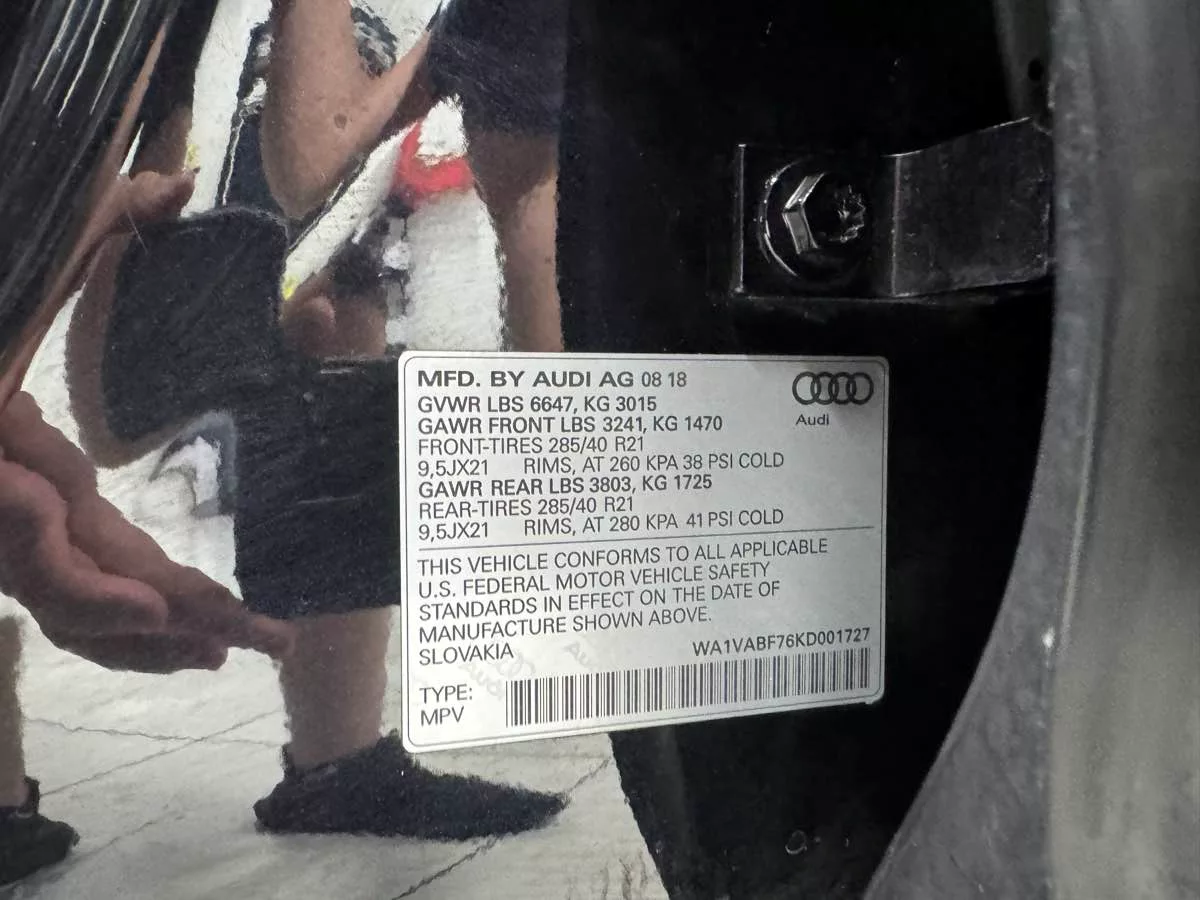 MFD. BY AUDI AG 08 18
GVWR LBS 6647, KG 3015
GAWR FRONT LBS 3241, KG 1470
FRONT-TIRES 285/40 R21
9,5JX21 RIMS, AT 260 KPA 38 PSI COLD
GAWR REAR LBS 3803, KG 1725
REAR-TIRES 285/40 R21
9,5JX21 RIMS, AT 280 KPA 41 PSI COLD
Audi
THIS VEHICLE CONFORMS TO ALL APPLICABLE
U.S. FEDERAL MOTOR VEHICLE SAFETY
STANDARDS IN EFFECT ON THE DATE OF
MANUFACTURE SHOWN ABOVE.
SLOVAKIA WA1VABF76KD001727
TYPE:
MPV